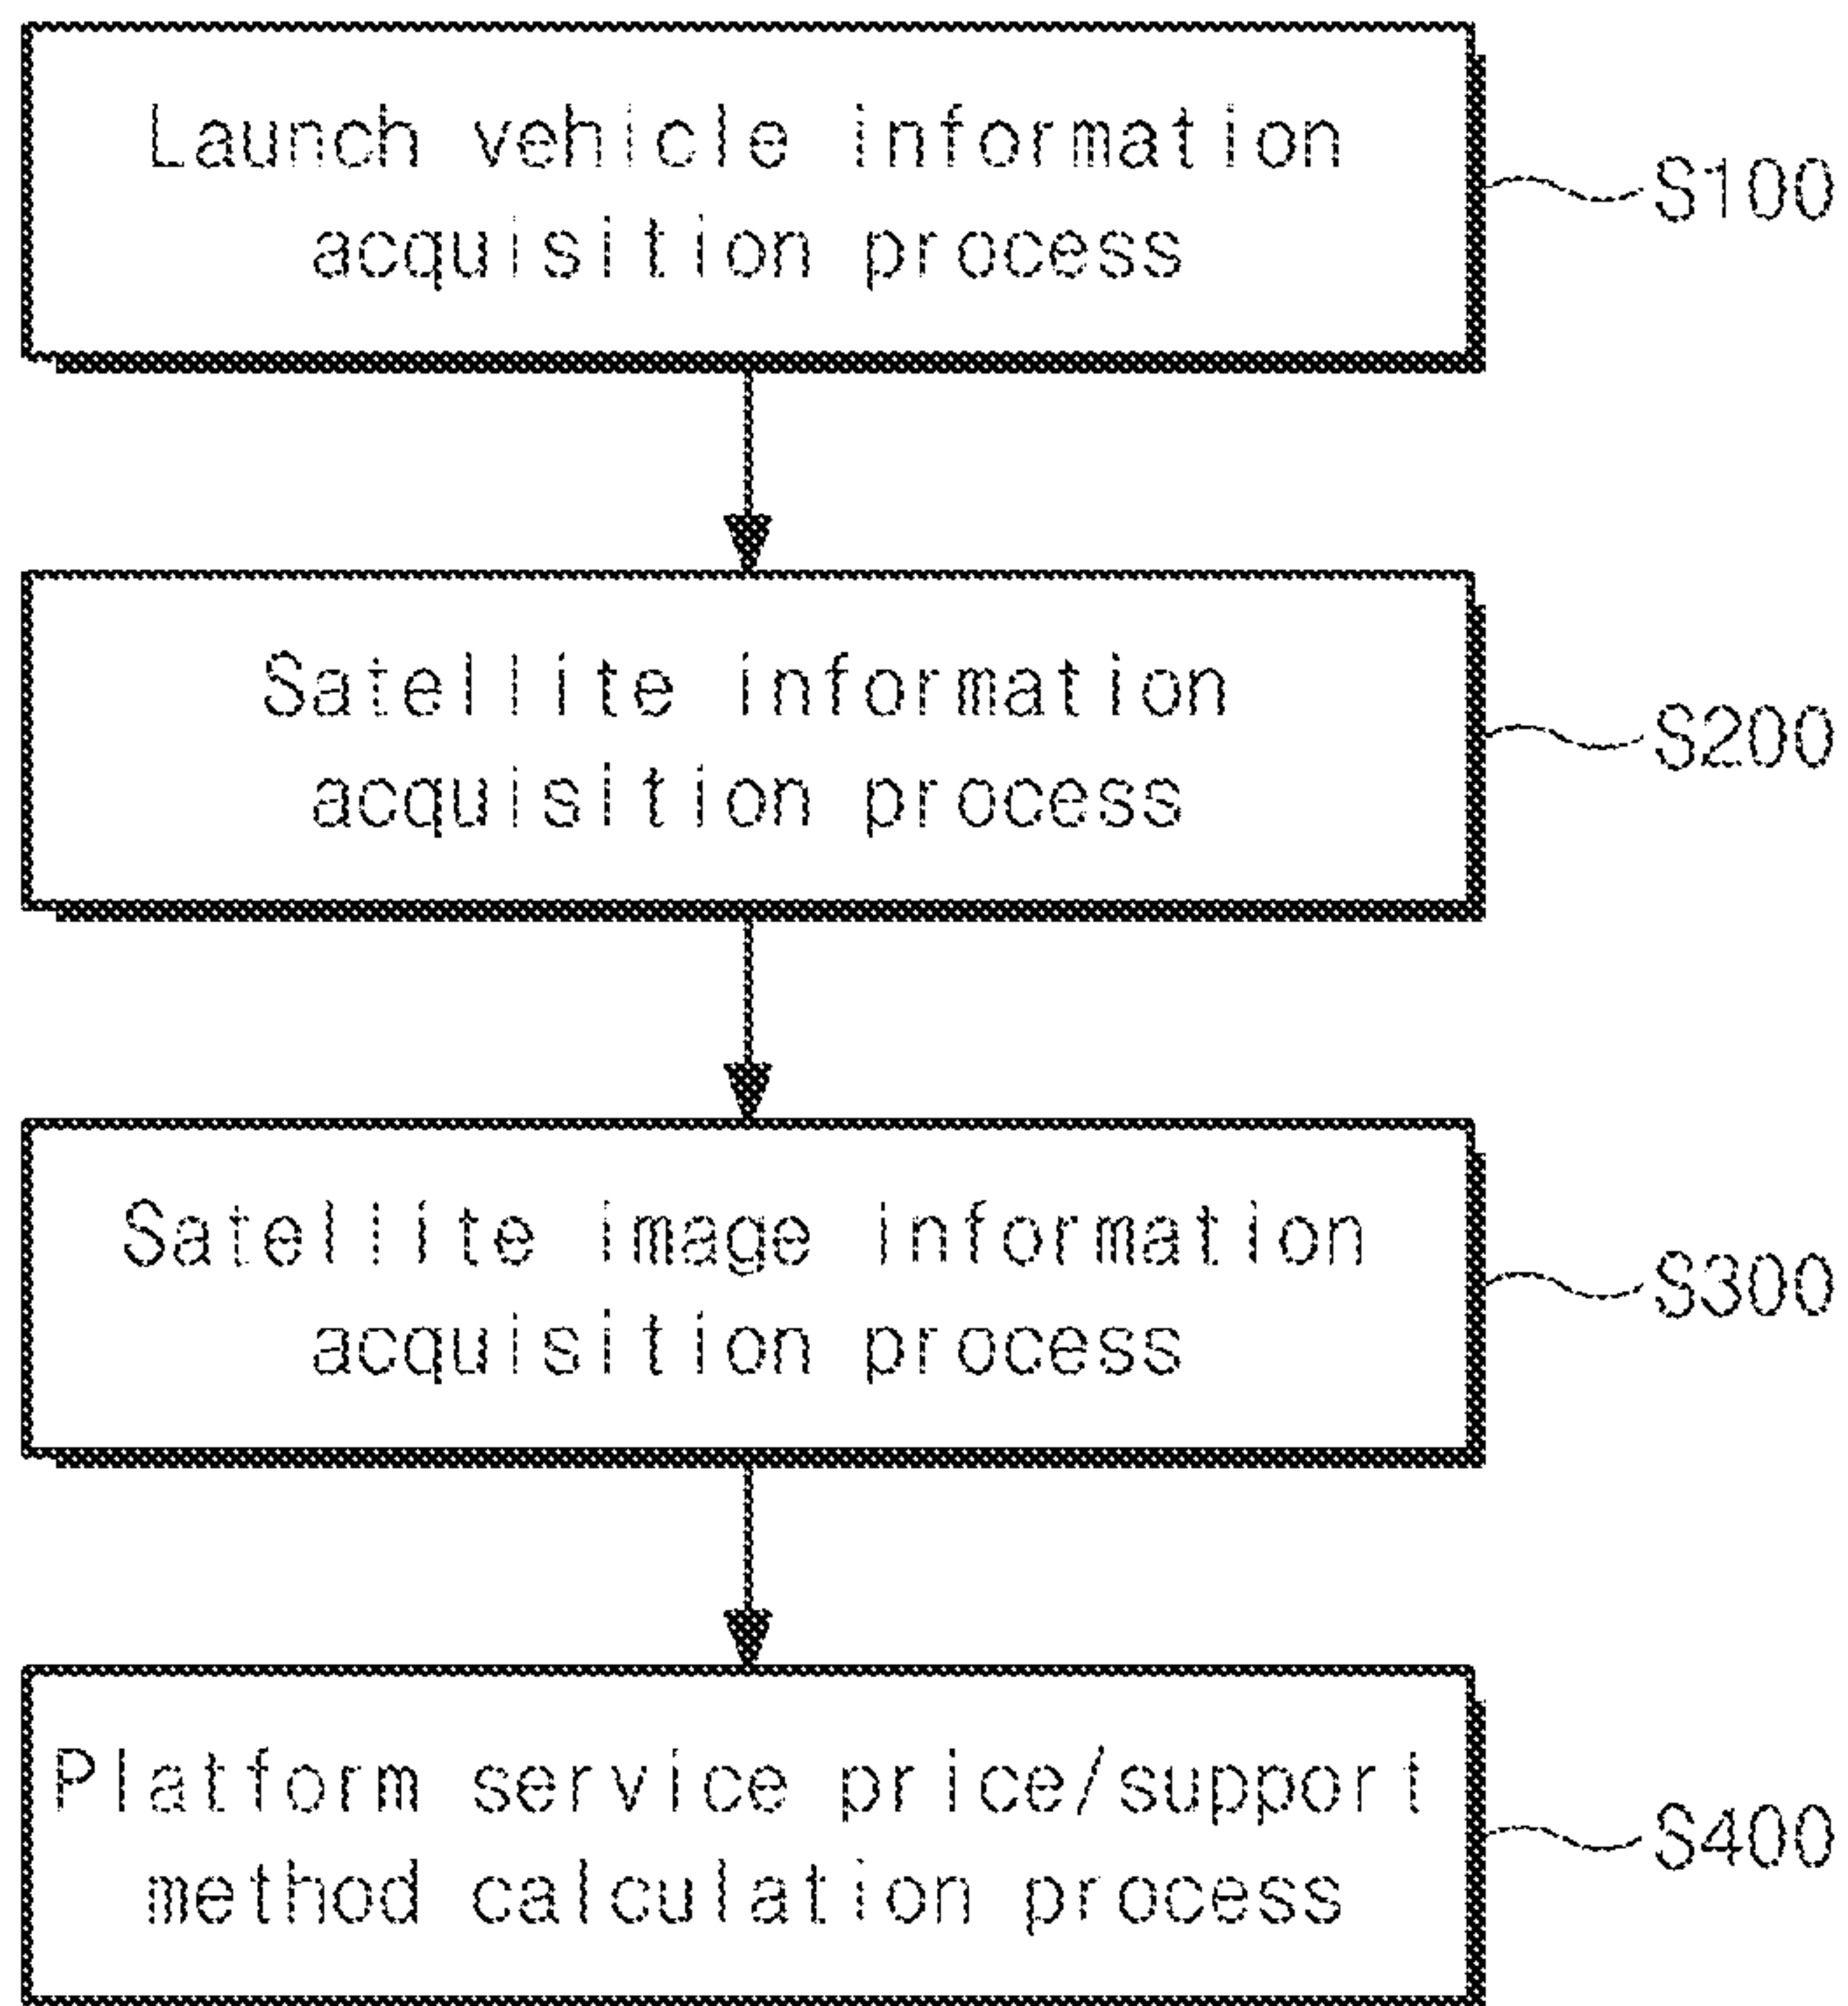 Launch vehicle information
acquisition process
S100
Satellite information
acquisition process
S200
Satellite image information
acquisition process
S300
Platform service price/support
method calculation process
S400